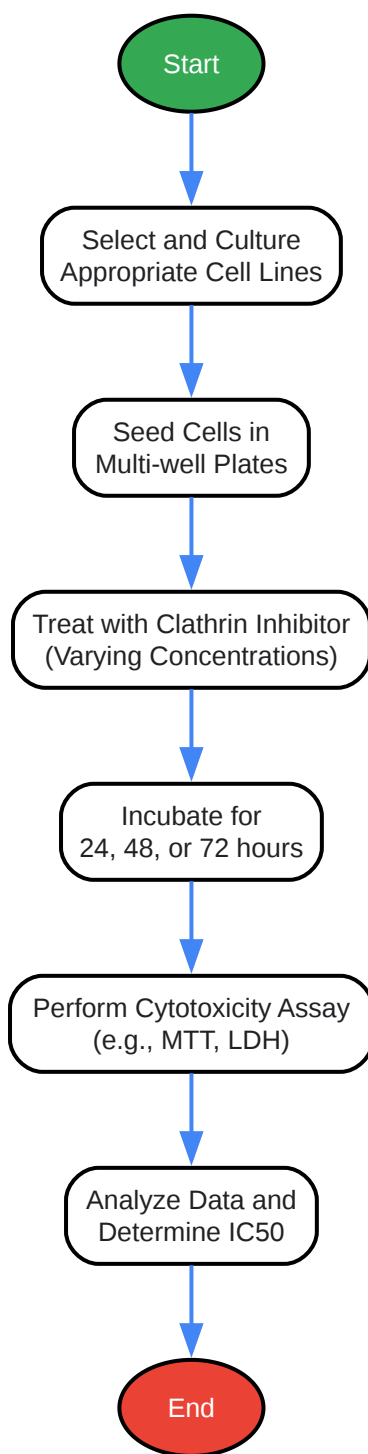 Start
Select and Culture
Appropriate Cell Lines
Seed Cells in
Multi-well Plates
Treat with Clathrin Inhibitor
(Varying Concentrations)
Incubate for
24, 48, or 72 hours
Perform Cytotoxicity Assay
(e.g., MTT, LDH)
Analyze Data and
Determine IC50
End